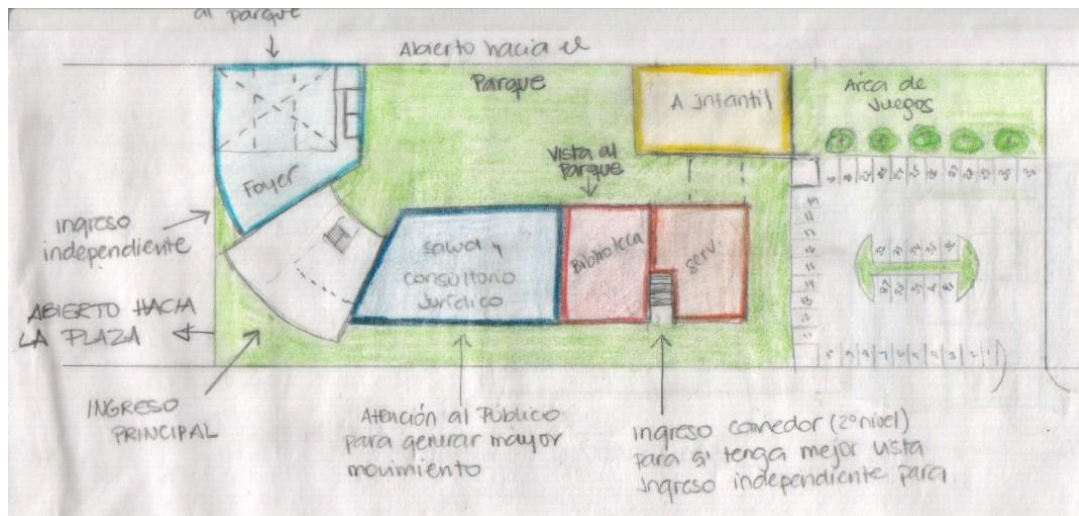 al parque
Abierto hacia el
Parque
A Infantil
Area de
Juegos
Foyer
Vista al
Parque
Ingreso
independiente
salud y
consultorio
Jurídico
Biblioteca
serv.
ABIERTO HACIA
LA PLAZA
INGRESO
PRINCIPAL
Atención al Público
para generar mayor
movimiento
Ingreso comedor (2º nivel)
para q' tenga mejor vista
Ingreso independiente para